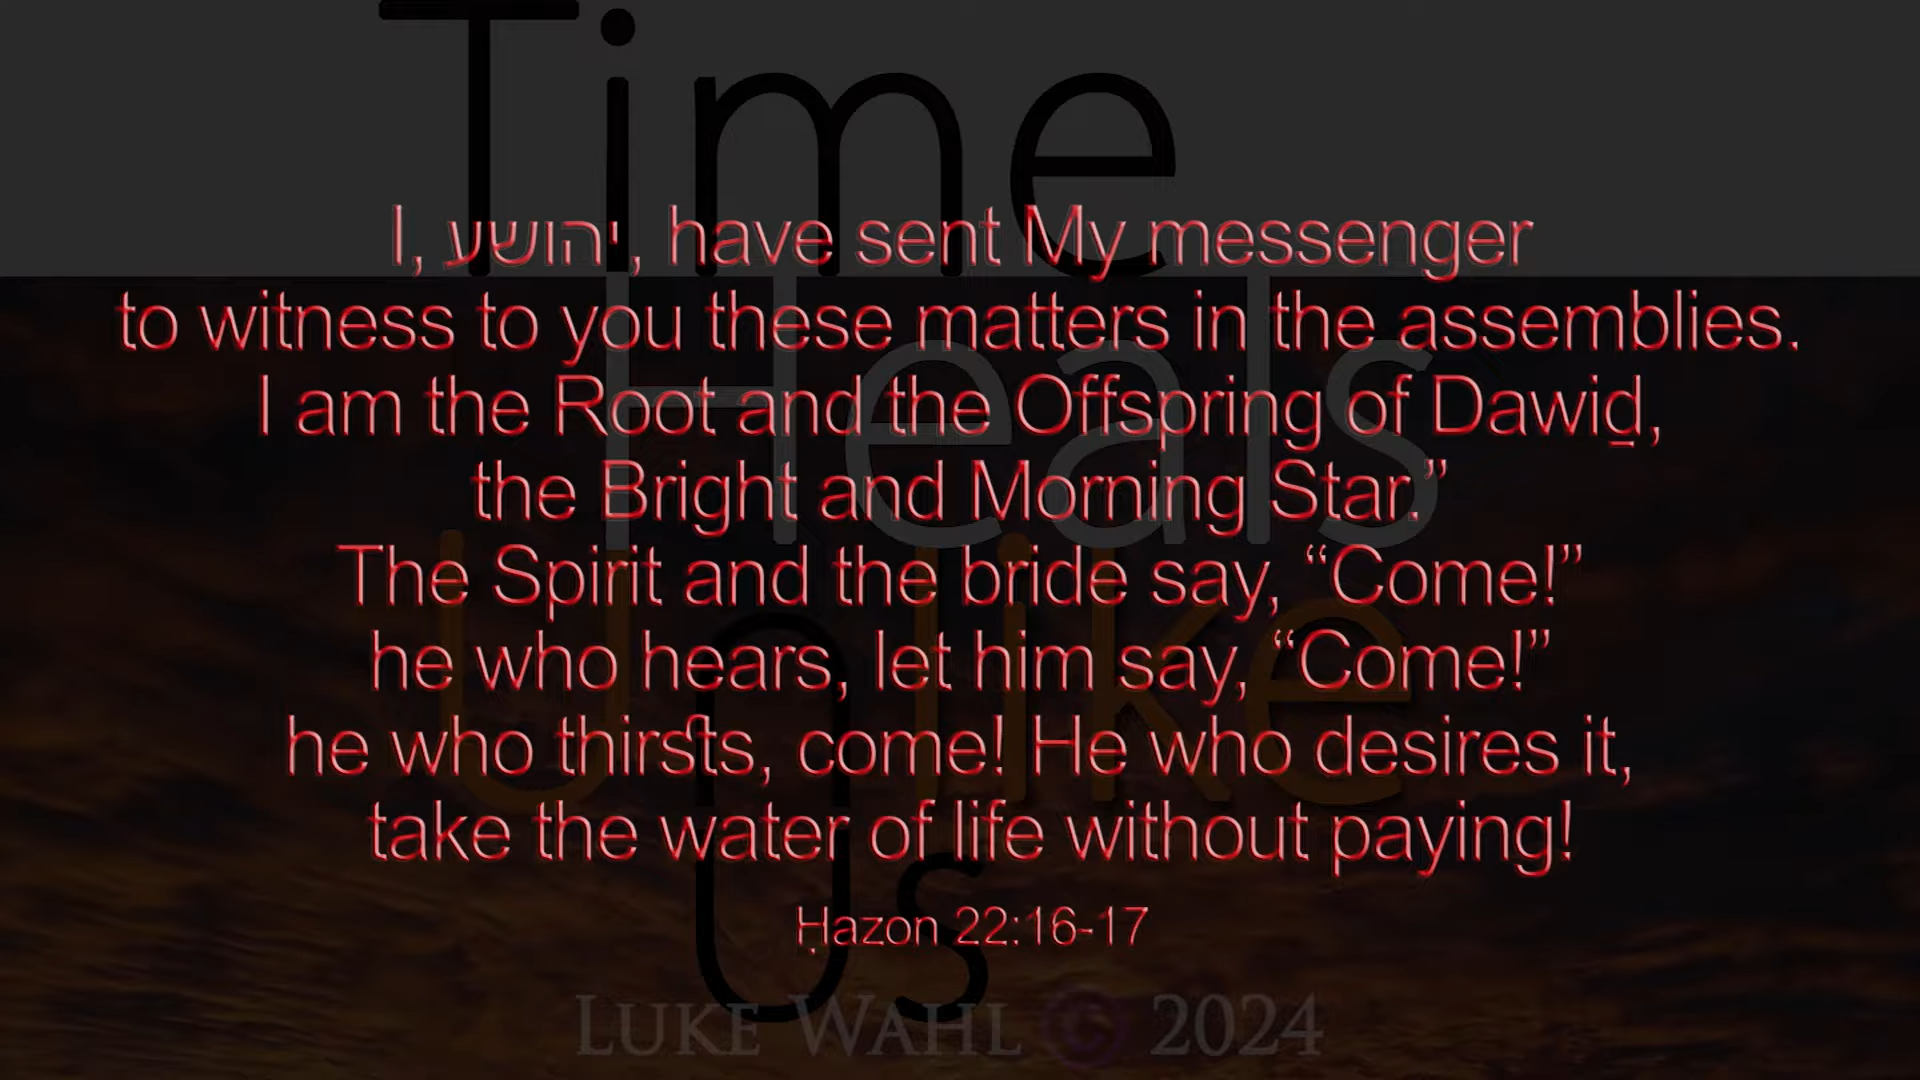 Time
Heals
Unlike
Us
I, יהושע, have sent My messenger
to witness to you these matters in the assemblies.
I am the Root and the Offspring of Dawiḏ,
the Bright and Morning Star.”
The Spirit and the bride say, “Come!”
he who hears, let him say, “Come!”
he who thirsts, come! He who desires it,
take the water of life without paying!
Ḥazon 22:16-17
LUKE WAHL © 2024